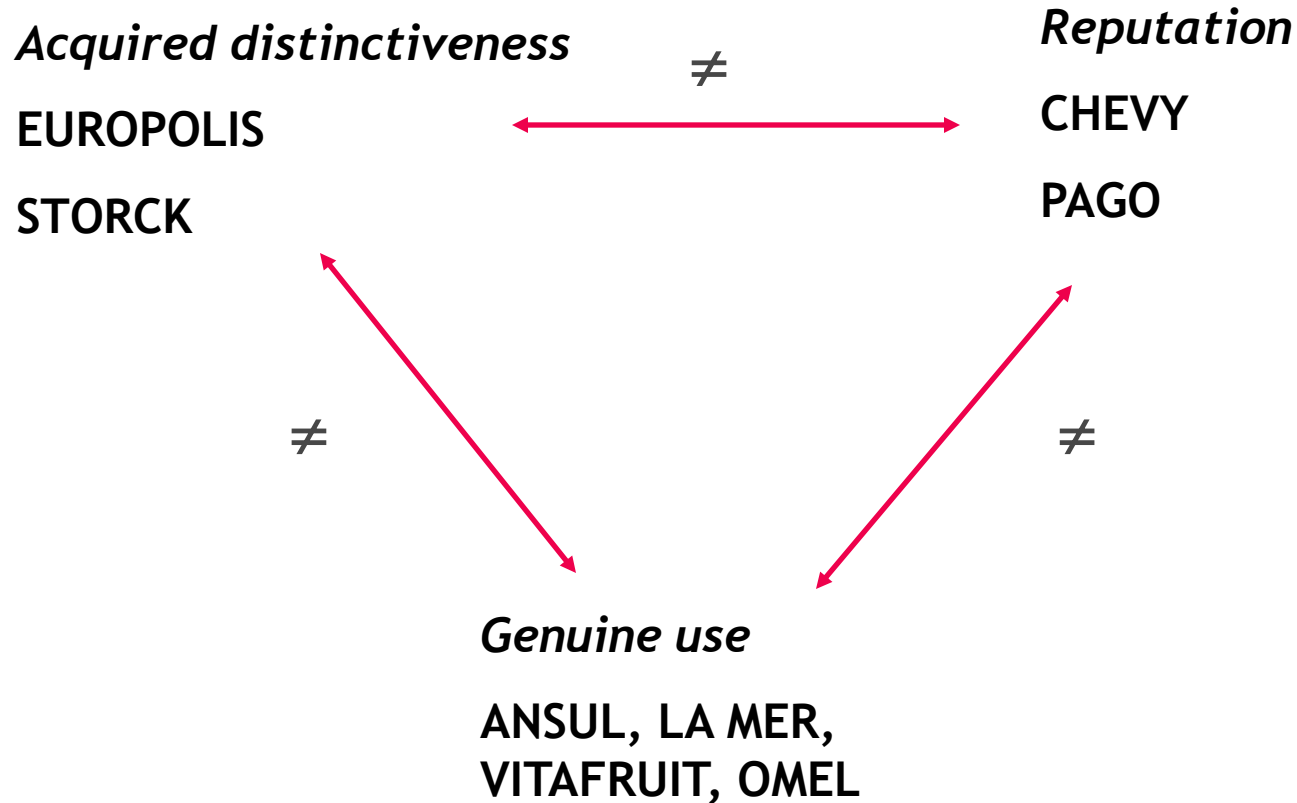 Acquired distinctiveness
EUROPOLIS
STORCK
≠
Reputation
CHEVY
PAGO
≠
≠
Genuine use
ANSUL, LA MER,
VITAFRUIT, OMEL